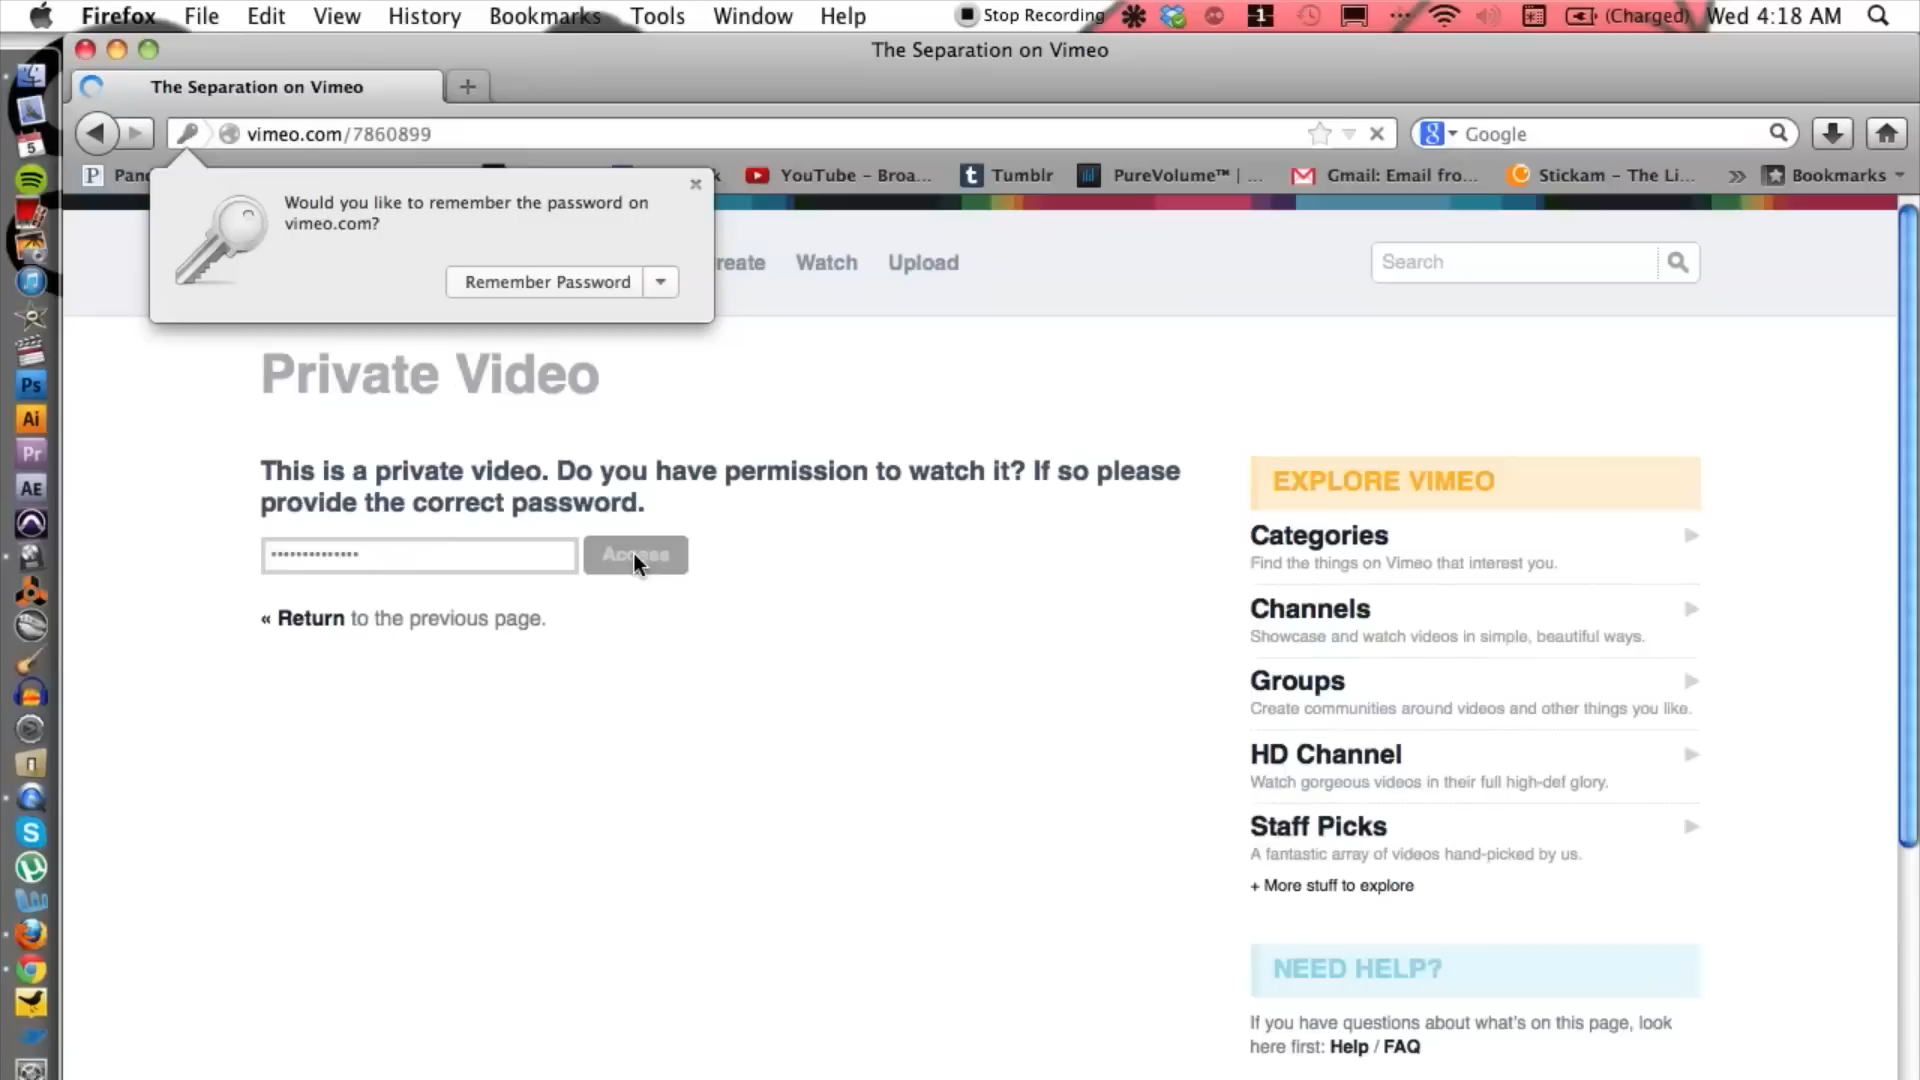 Firefox File Edit View History Bookmarks Tools Window Help Stop Recording 1 (Charged) Wed 4:18 AM
The Separation on Vimeo
The Separation on Vimeo
vimeo.com/7860899 Google
YouTube - Broa... Tumblr PureVolume™ | ... Gmail: Email fro... Stickam - The Li... Bookmarks
Would you like to remember the password on
vimeo.com?
Remember Password
Watch Upload Search
Private Video
This is a private video. Do you have permission to watch it? If so please
provide the correct password.
Access
« Return to the previous page.
EXPLORE VIMEO
Categories
Find the things on Vimeo that interest you.
Channels
Showcase and watch videos in simple, beautiful ways.
Groups
Create communities around videos and other things you like.
HD Channel
Watch gorgeous videos in their full high-def glory.
Staff Picks
A fantastic array of videos hand-picked by us.
+ More stuff to explore
NEED HELP?
If you have questions about what's on this page, look
here first: Help / FAQ
5
Ps
Ai
Pr
AE